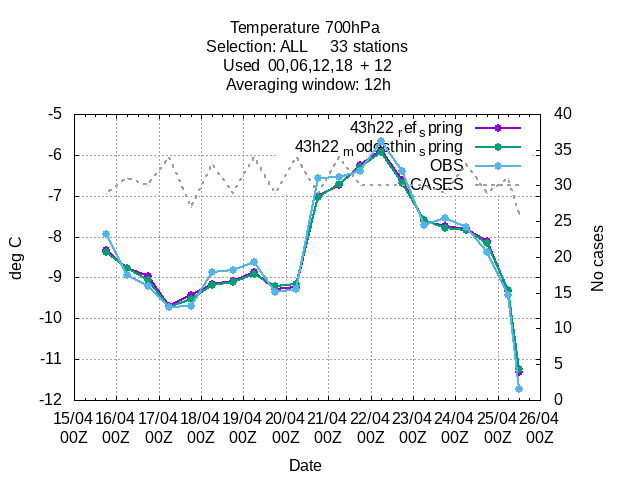 Temperature 700hPa
Selection: ALL 33 stations
Used 00,06,12,18 + 12
Averaging window: 12h
43h22ref_spring
43h22modesthin_spring
OBS
CASES
-5
-6
-7
-8
-9
-10
-11
-12
40
35
30
25
20
15
10
5
0
deg C
No cases
15/04 16/04 17/04 18/04 19/04 20/04 21/04 22/04 23/04 24/04 25/04 26/04
00Z 00Z 00Z 00Z 00Z 00Z 00Z 00Z 00Z 00Z 00Z 00Z
Date